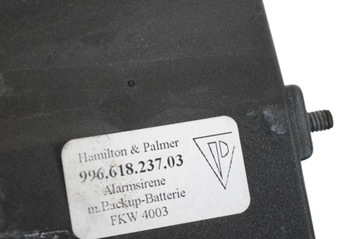 Hamilton & Palmer
996.618.237.03
Alarmsirene
m.Backup-Batterie
FKW 4003